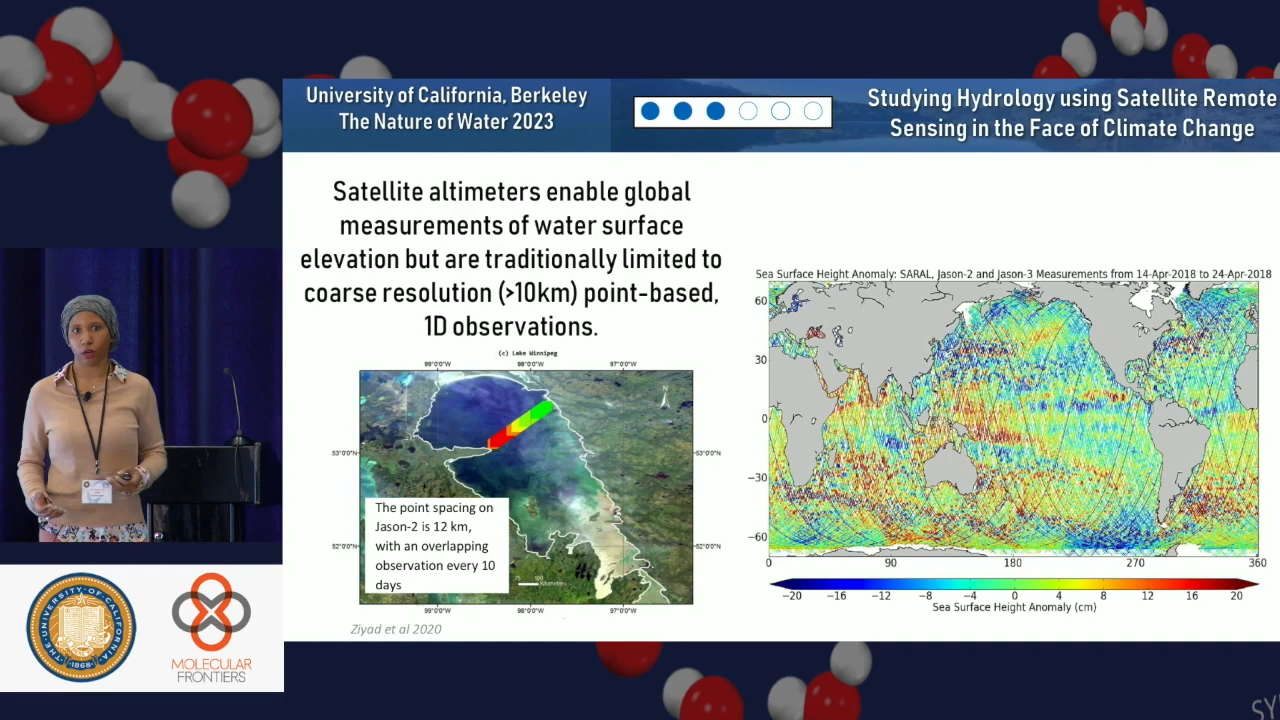 University of California, Berkeley
The Nature of Water 2023
Studying Hydrology using Satellite Remote
Sensing in the Face of Climate Change
Satellite altimeters enable global
measurements of water surface
elevation but are traditionally limited to
coarse resolution (>10km) point-based,
1D observations.
(c) Lake Winnipeg
99°0'0"W 98°0'0"W 97°0'0"W
N
53°0'0"N 53°0'0"N
The point spacing on
Jason-2 is 12 km,
with an overlapping
observation every 10
days
52°0'0"N 52°0'0"N
Kilometers
99°0'0"W 98°0'0"W 97°0'0"W
Ziyad et al 2020
Sea Surface Height Anomaly: SARAL, Jason-2 and Jason-3 Measurements from 14-Apr-2018 to 24-Apr-2018
60
30
0
−30
−60
0 90 180 270 360
−20 −16 −12 −8 −4 0 4 8 12 16 20
Sea Surface Height Anomaly (cm)
THE UNIVERSITY OF CALIFORNIA
1868
MOLECULAR
FRONTIERS
SY